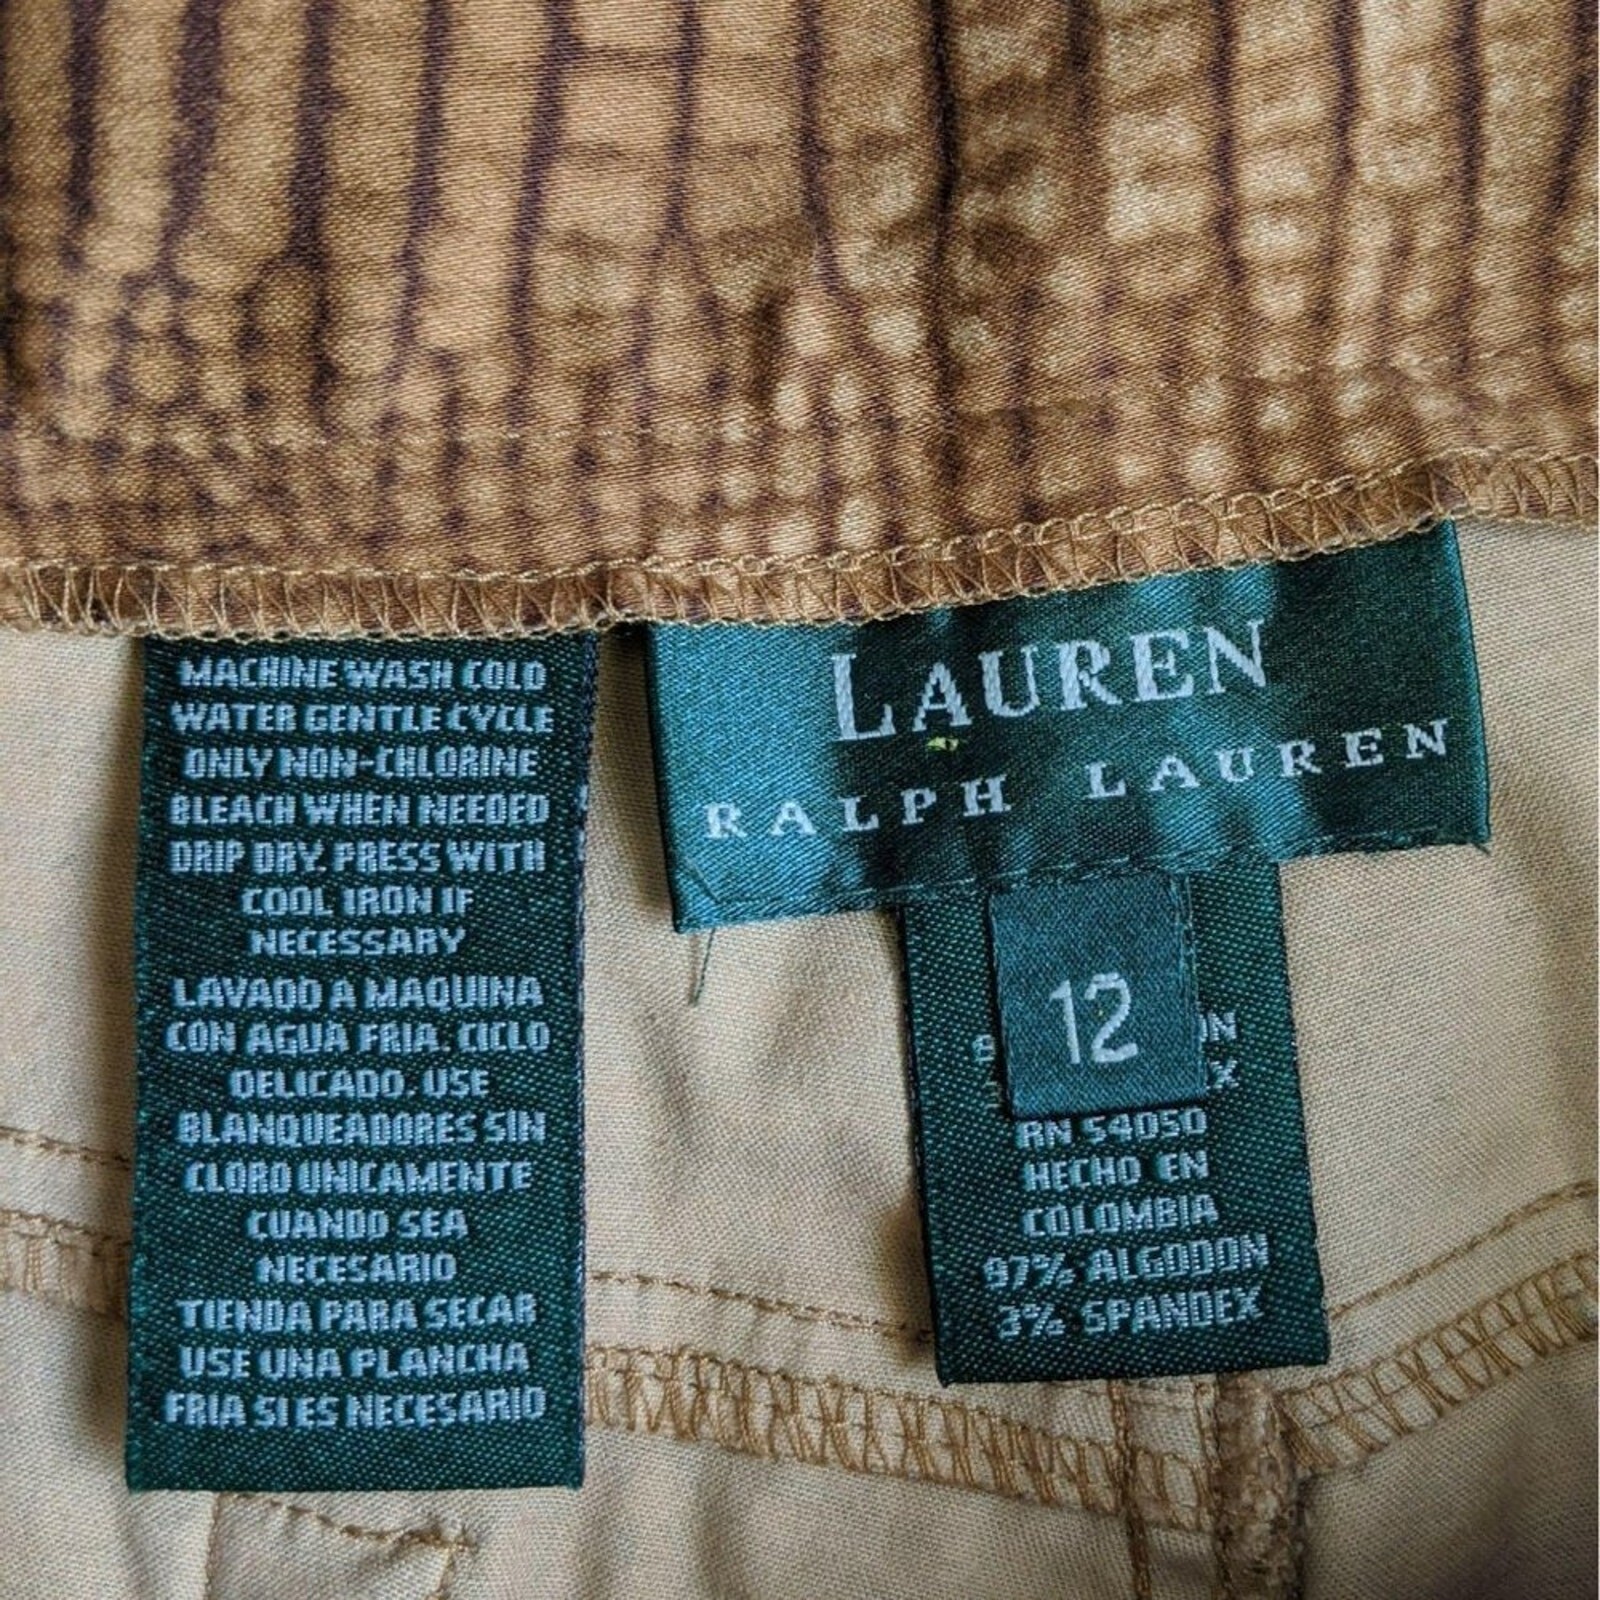 MACHINE WASH COLD
WATER GENTLE CYCLE
ONLY NON-CHLORINE
BLEACH WHEN NEEDED
DRIP DRY. PRESS WITH
COOL IRON IF
NECESSARY
LAVADO A MAQUINA
CON AGUA FRIA. CICLO
DELICADO. USE
BLANQUEADORES SIN
CLORO UNICAMENTE
CUANDO SEA
NECESARIO
TIENDA PARA SECAR
USE UNA PLANCHA
FRIA SI ES NECESARIO
LAUREN
RALPH LAUREN
12
RN 54050
HECHO EN
COLOMBIA
97% ALGODON
3% SPANDEX